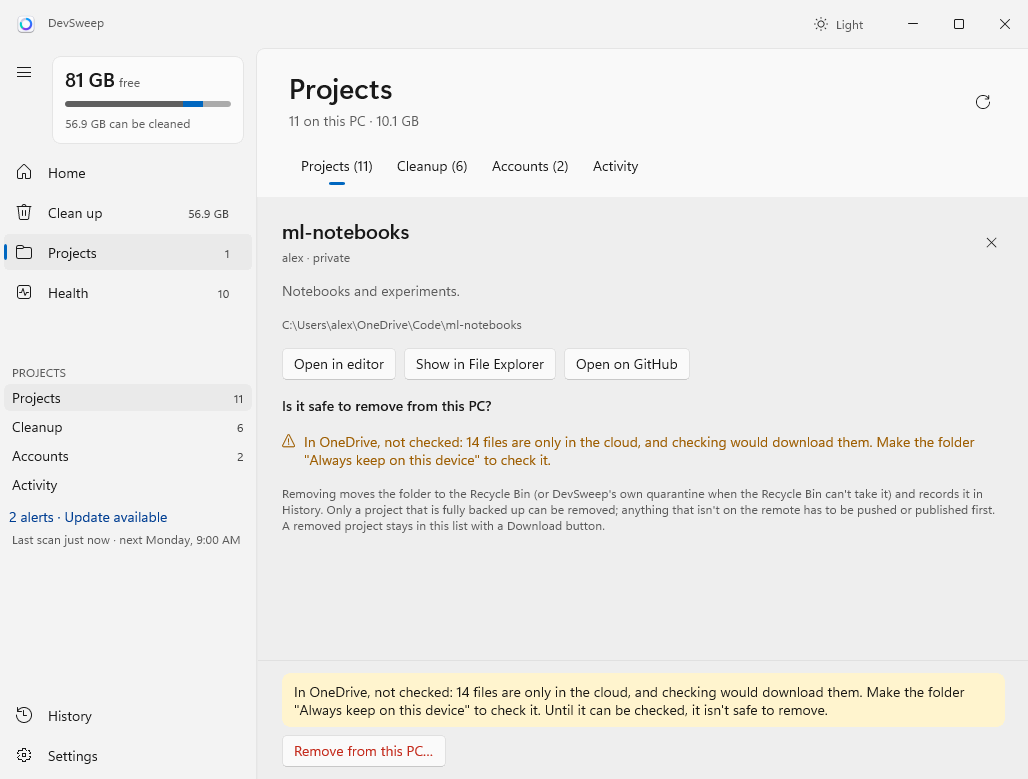 DevSweep
Light
81 GB free
56.9 GB can be cleaned
Home
Clean up 56.9 GB
Projects 1
Health 10
PROJECTS
Projects 11
Cleanup 6
Accounts 2
Activity
2 alerts · Update available
Last scan just now · next Monday, 9:00 AM
History
Settings
Projects
11 on this PC · 10.1 GB
Projects (11) Cleanup (6) Accounts (2) Activity
ml-notebooks
alex · private
Notebooks and experiments.
C:\Users\alex\OneDrive\Code\ml-notebooks
Open in editor Show in File Explorer Open on GitHub
Is it safe to remove from this PC?
In OneDrive, not checked: 14 files are only in the cloud, and checking would download them. Make the folder
"Always keep on this device" to check it.
Removing moves the folder to the Recycle Bin (or DevSweep's own quarantine when the Recycle Bin can't take it) and records it in
History. Only a project that is fully backed up can be removed; anything that isn't on the remote has to be pushed or published first.
A removed project stays in this list with a Download button.
In OneDrive, not checked: 14 files are only in the cloud, and checking would download them. Make the folder
"Always keep on this device" to check it. Until it can be checked, it isn't safe to remove.
Remove from this PC...